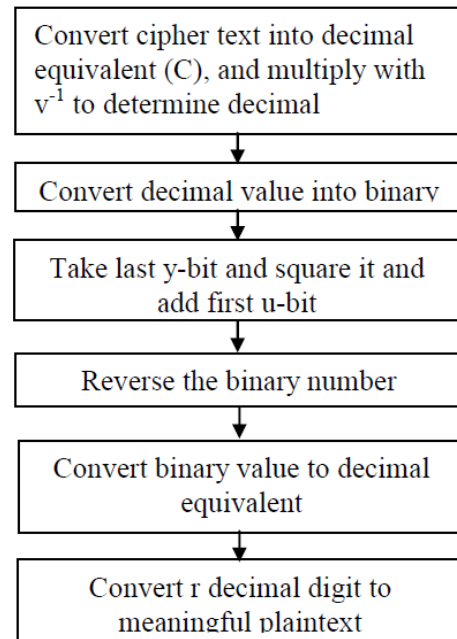 Convert cipher text into decimal
equivalent (C), and multiply with
v⁻¹ to determine decimal
Convert decimal value into binary
Take last y-bit and square it and
add first u-bit
Reverse the binary number
Convert binary value to decimal
equivalent
Convert r decimal digit to
meaningful plaintext